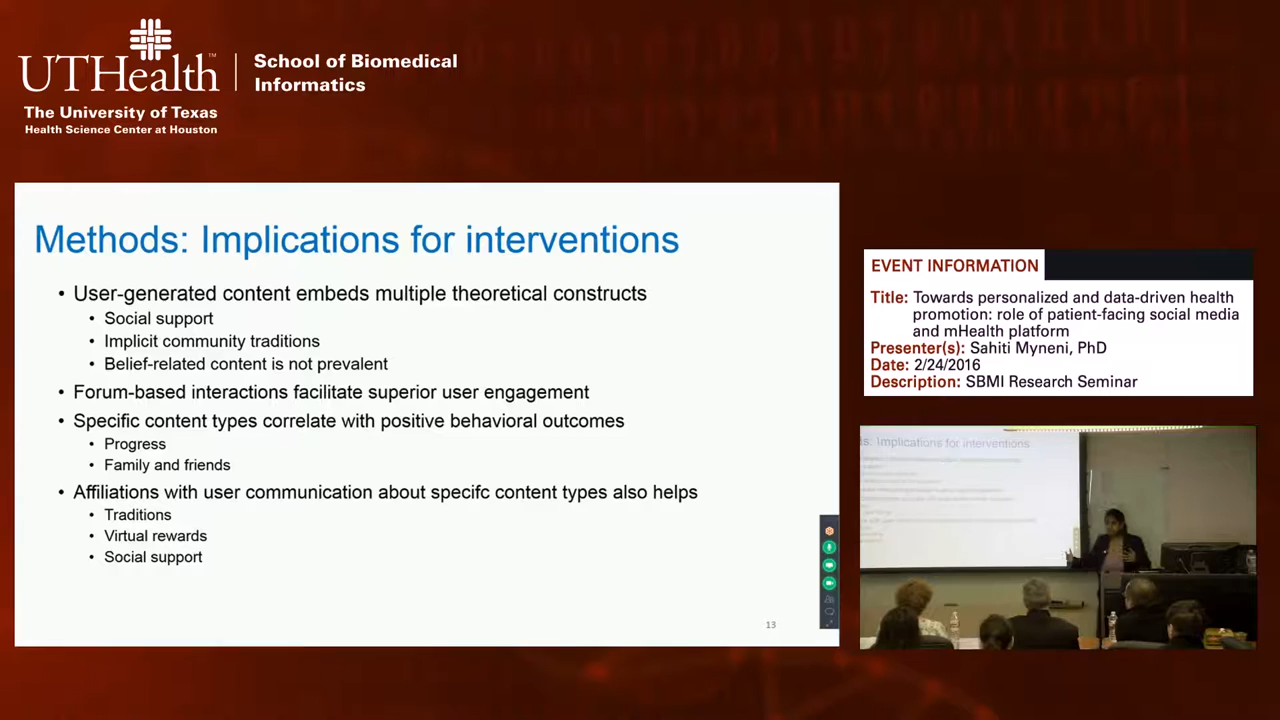 UTHealth™
School of Biomedical
Informatics
The University of Texas
Health Science Center at Houston
Methods: Implications for interventions
• User-generated content embeds multiple theoretical constructs
• Social support
• Implicit community traditions
• Belief-related content is not prevalent
• Forum-based interactions facilitate superior user engagement
• Specific content types correlate with positive behavioral outcomes
• Progress
• Family and friends
• Affiliations with user communication about specifc content types also helps
• Traditions
• Virtual rewards
• Social support
13
EVENT INFORMATION
Title: Towards personalized and data-driven health
promotion: role of patient-facing social media
and mHealth platform
Presenter(s): Sahiti Myneni, PhD
Date: 2/24/2016
Description: SBMI Research Seminar
Implications for interventions